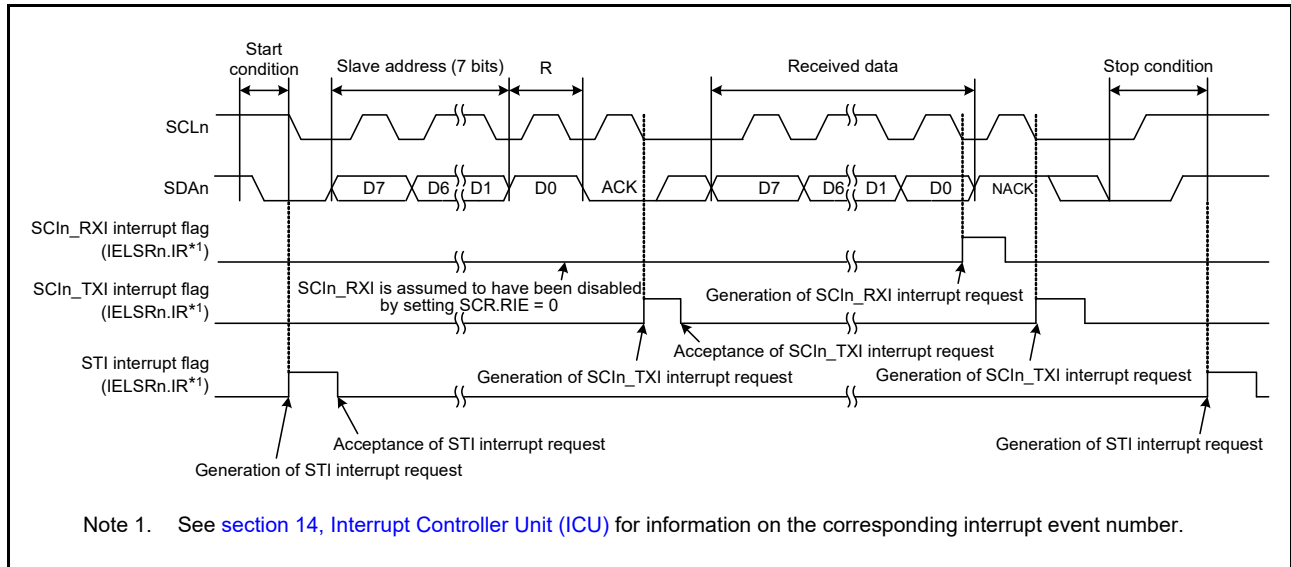 Start
condition
Slave address (7 bits)
R
Received data
Stop condition
SCLn
SDAn
D7
D6
D1
D0
ACK
D7
D6
D1
D0
NACK
SCIn_RXI interrupt flag
(IELSRn.IR*1)
SCIn_RXI is assumed to have been disabled
by setting SCR.RIE = 0
Generation of SCIn_RXI interrupt request
SCIn_TXI interrupt flag
(IELSRn.IR*1)
Acceptance of SCIn_TXI interrupt request
Generation of SCIn_TXI interrupt request
Generation of SCIn_TXI interrupt request
STI interrupt flag
(IELSRn.IR*1)
Acceptance of STI interrupt request
Generation of STI interrupt request
Generation of STI interrupt request
Note 1. See section 14, Interrupt Controller Unit (ICU) for information on the corresponding interrupt event number.